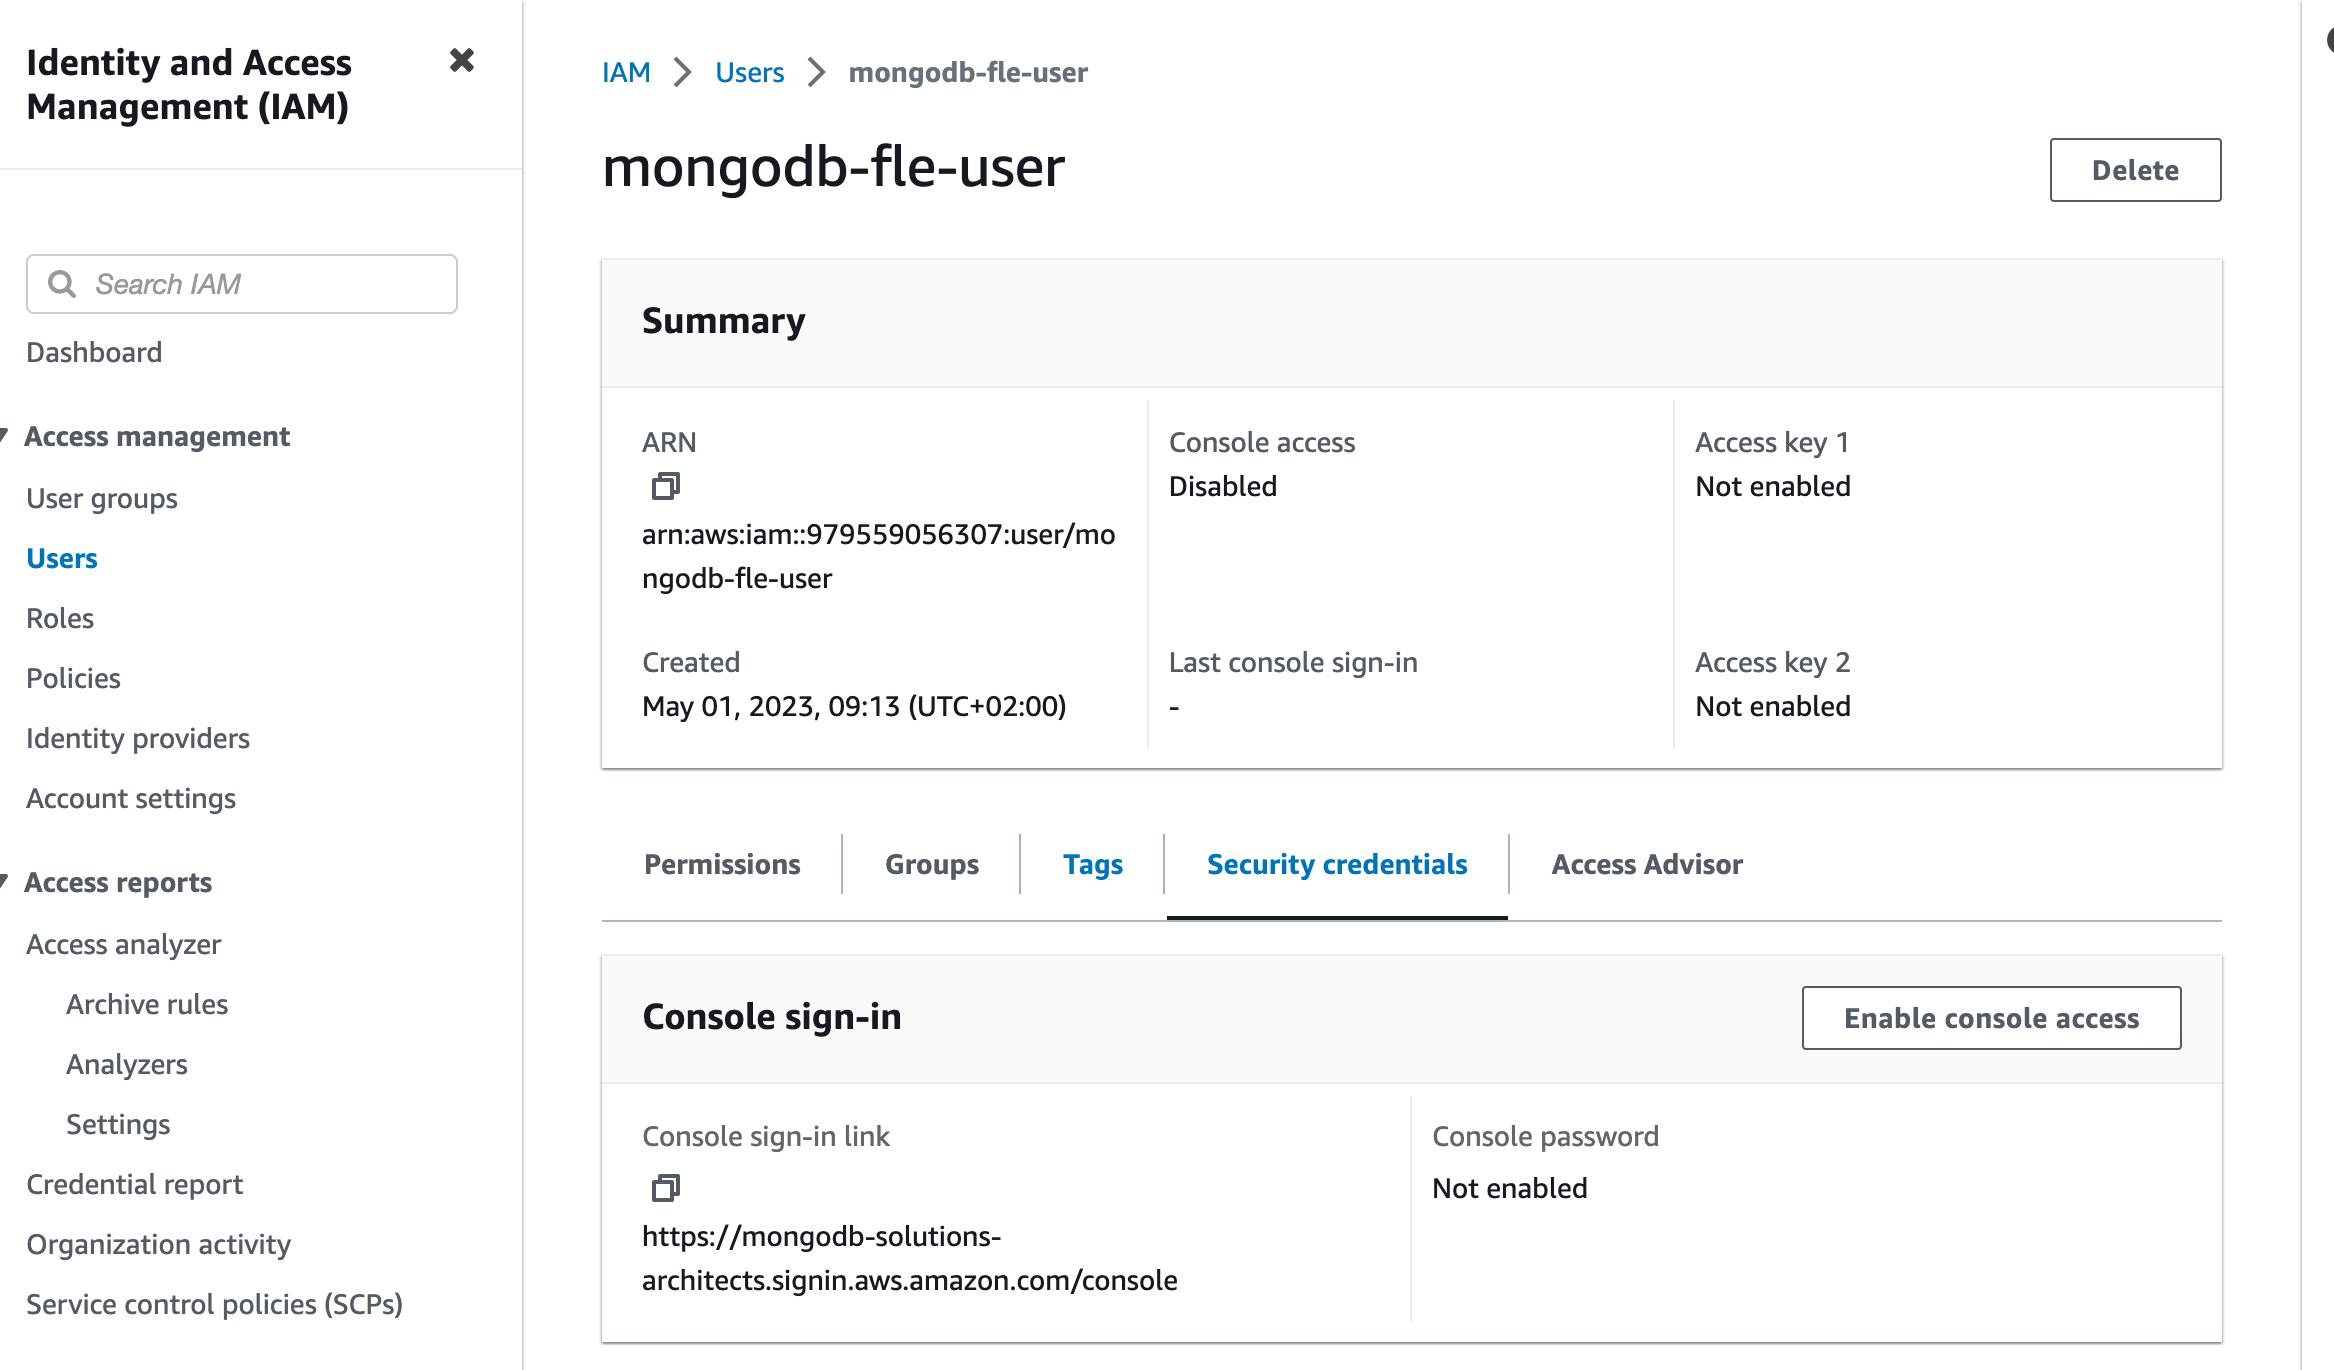 Identity and Access
Management (IAM)
Search IAM
Dashboard
Access management
User groups
Users
Roles
Policies
Identity providers
Account settings
Access reports
Access analyzer
Archive rules
Analyzers
Settings
Credential report
Organization activity
Service control policies (SCPs)
IAM > Users > mongodb-fle-user
mongodb-fle-user
Delete
Summary
ARN
arn:aws:iam::979559056307:user/mo
ngodb-fle-user
Console access
Disabled
Access key 1
Not enabled
Created
May 01, 2023, 09:13 (UTC+02:00)
Last console sign-in
-
Access key 2
Not enabled
Permissions
Groups
Tags
Security credentials
Access Advisor
Console sign-in
Enable console access
Console sign-in link
https://mongodb-solutions-
architects.signin.aws.amazon.com/console
Console password
Not enabled